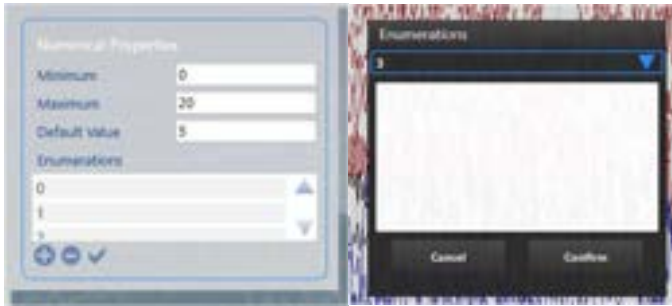 Numerical Properties
Minimum 0
Maximum 20
Default Value 5
Enumerations
0
1
Enumerations
3
Cancel Confirm